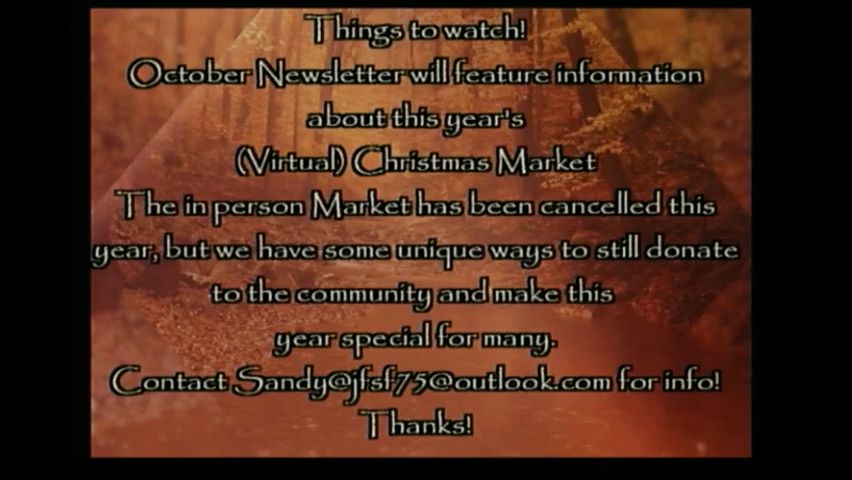 Things to watch!
October Newsletter will feature information
about this year's
(Virtual) Christmas Market
The in person Market has been cancelled this
year, but we have some unique ways to still donate
to the community and make this
year special for many.
Contact Sandy@jfsf75@outlook.com for info!
Thanks!